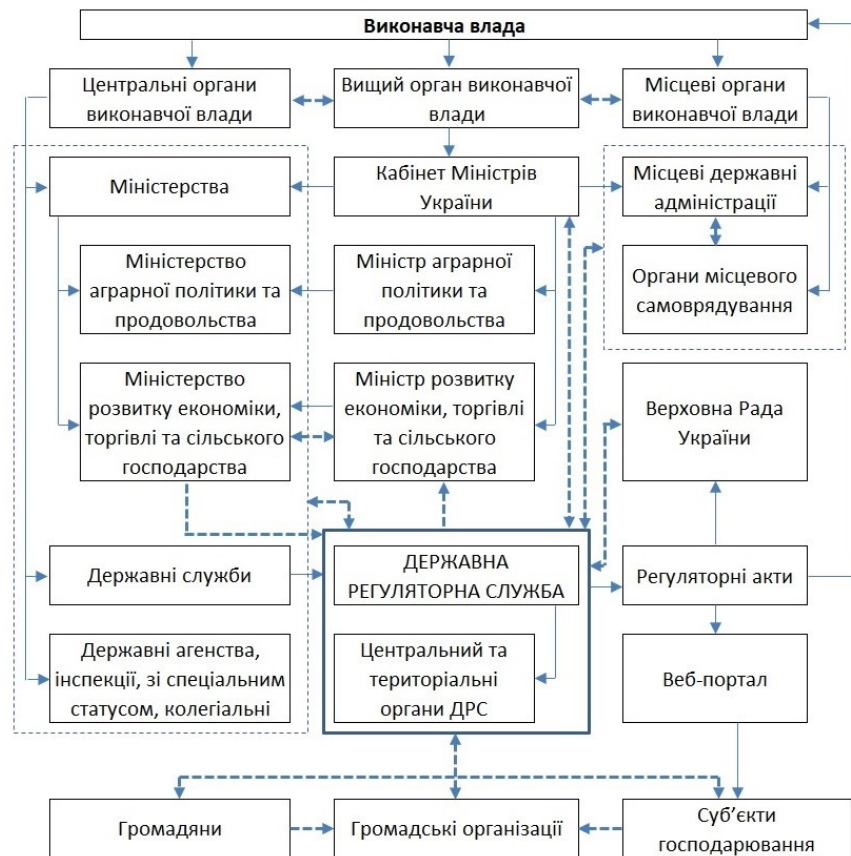 Виконавча влада
Центральні органи
виконавчої влади
Вищий орган виконавчої
влади
Місцеві органи
виконавчої влади
Міністерства
Кабінет Міністрів
України
Місцеві державні
адміністрації
Міністерство
аграрної політики та
продовольства
Міністр аграрної
політики та
продовольства
Органи місцевого
самоврядування
Міністерство
розвитку економіки,
торгівлі та сільського
господарства
Міністр розвитку
економіки, торгівлі
та сільського
господарства
Верховна Рада
України
Державні служби
ДЕРЖАВНА
РЕГУЛЯТОРНА СЛУЖБА
Регуляторні акти
Державні агенства,
інспекції, зі спеціальним
статусом, колегіальні
Центральний та
територіальні
органи ДРС
Веб-портал
Громадяни
Громадські організації
Суб’єкти
господарювання